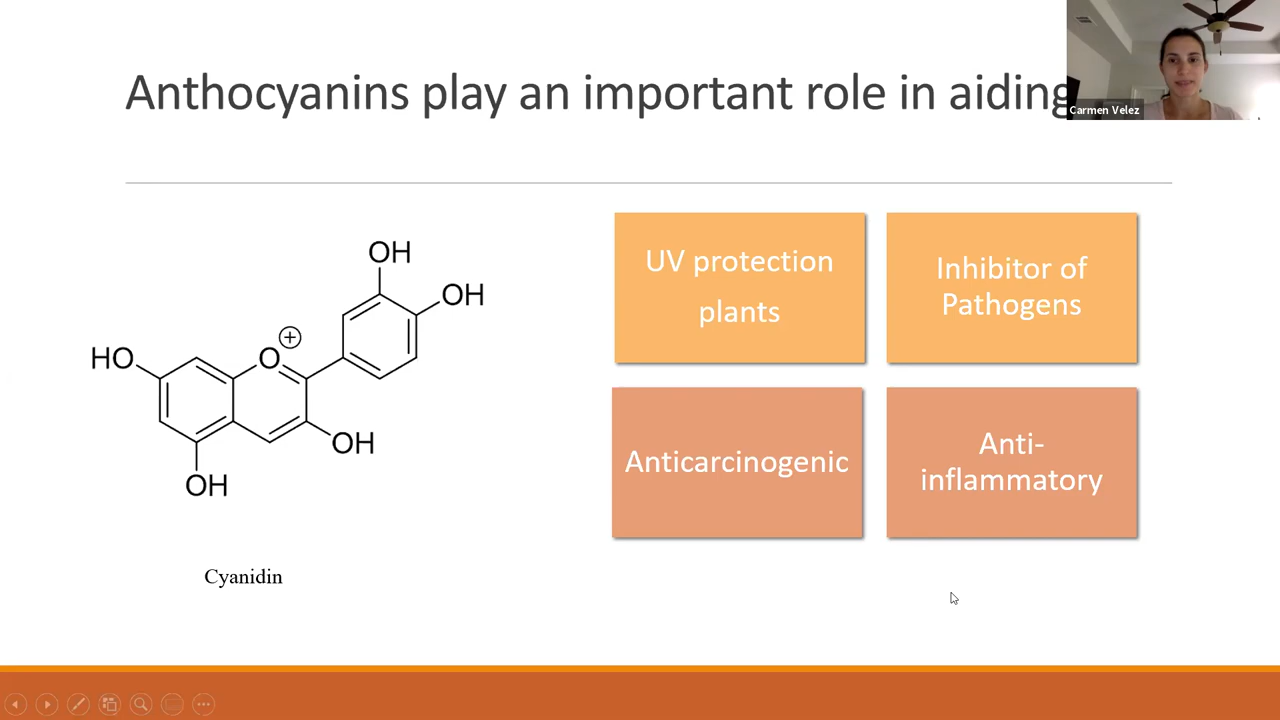 Anthocyanins play an important role in aiding
Carmen Velez
OH
OH
HO
O
+
OH
OH
Cyanidin
UV protection
plants
Inhibitor of
Pathogens
Anticarcinogenic
Anti-
inflammatory